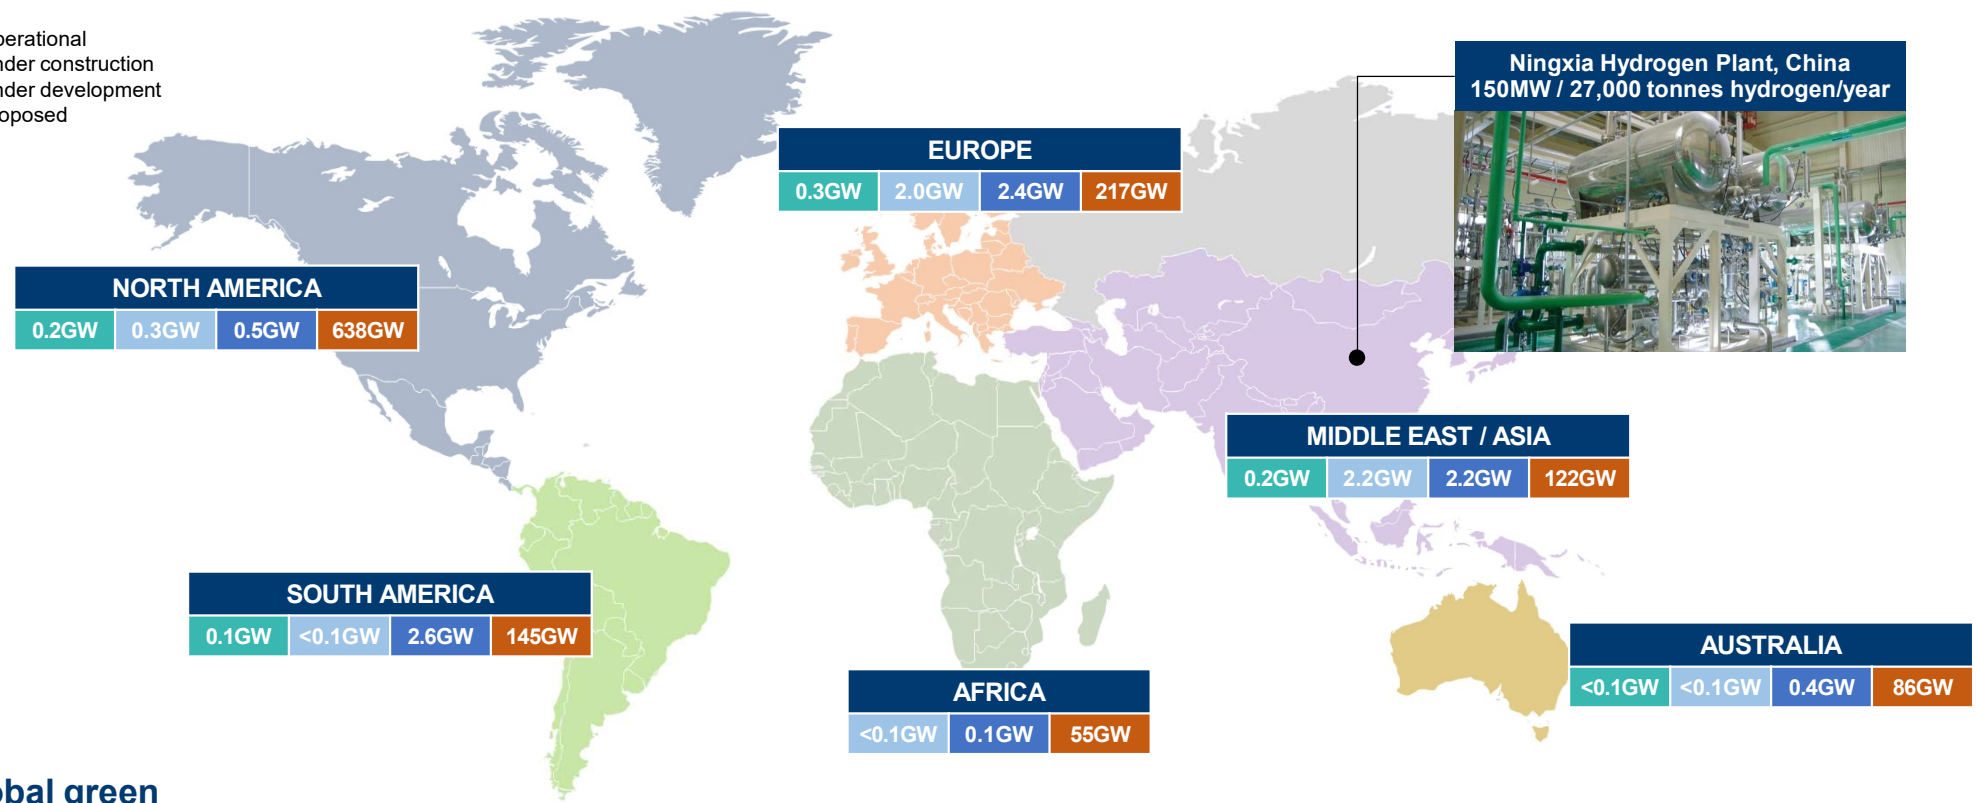 perational
nder construction
nder development
oposed
Ningxia Hydrogen Plant, China
150MW / 27,000 tonnes hydrogen/year
EUROPE
0.3GW 2.0GW 2.4GW 217GW
NORTH AMERICA
0.2GW 0.3GW 0.5GW 638GW
MIDDLE EAST / ASIA
0.2GW 2.2GW 2.2GW 122GW
SOUTH AMERICA
0.1GW <0.1GW 2.6GW 145GW
AUSTRALIA
<0.1GW <0.1GW 0.4GW 86GW
AFRICA
<0.1GW 0.1GW 55GW
obal green